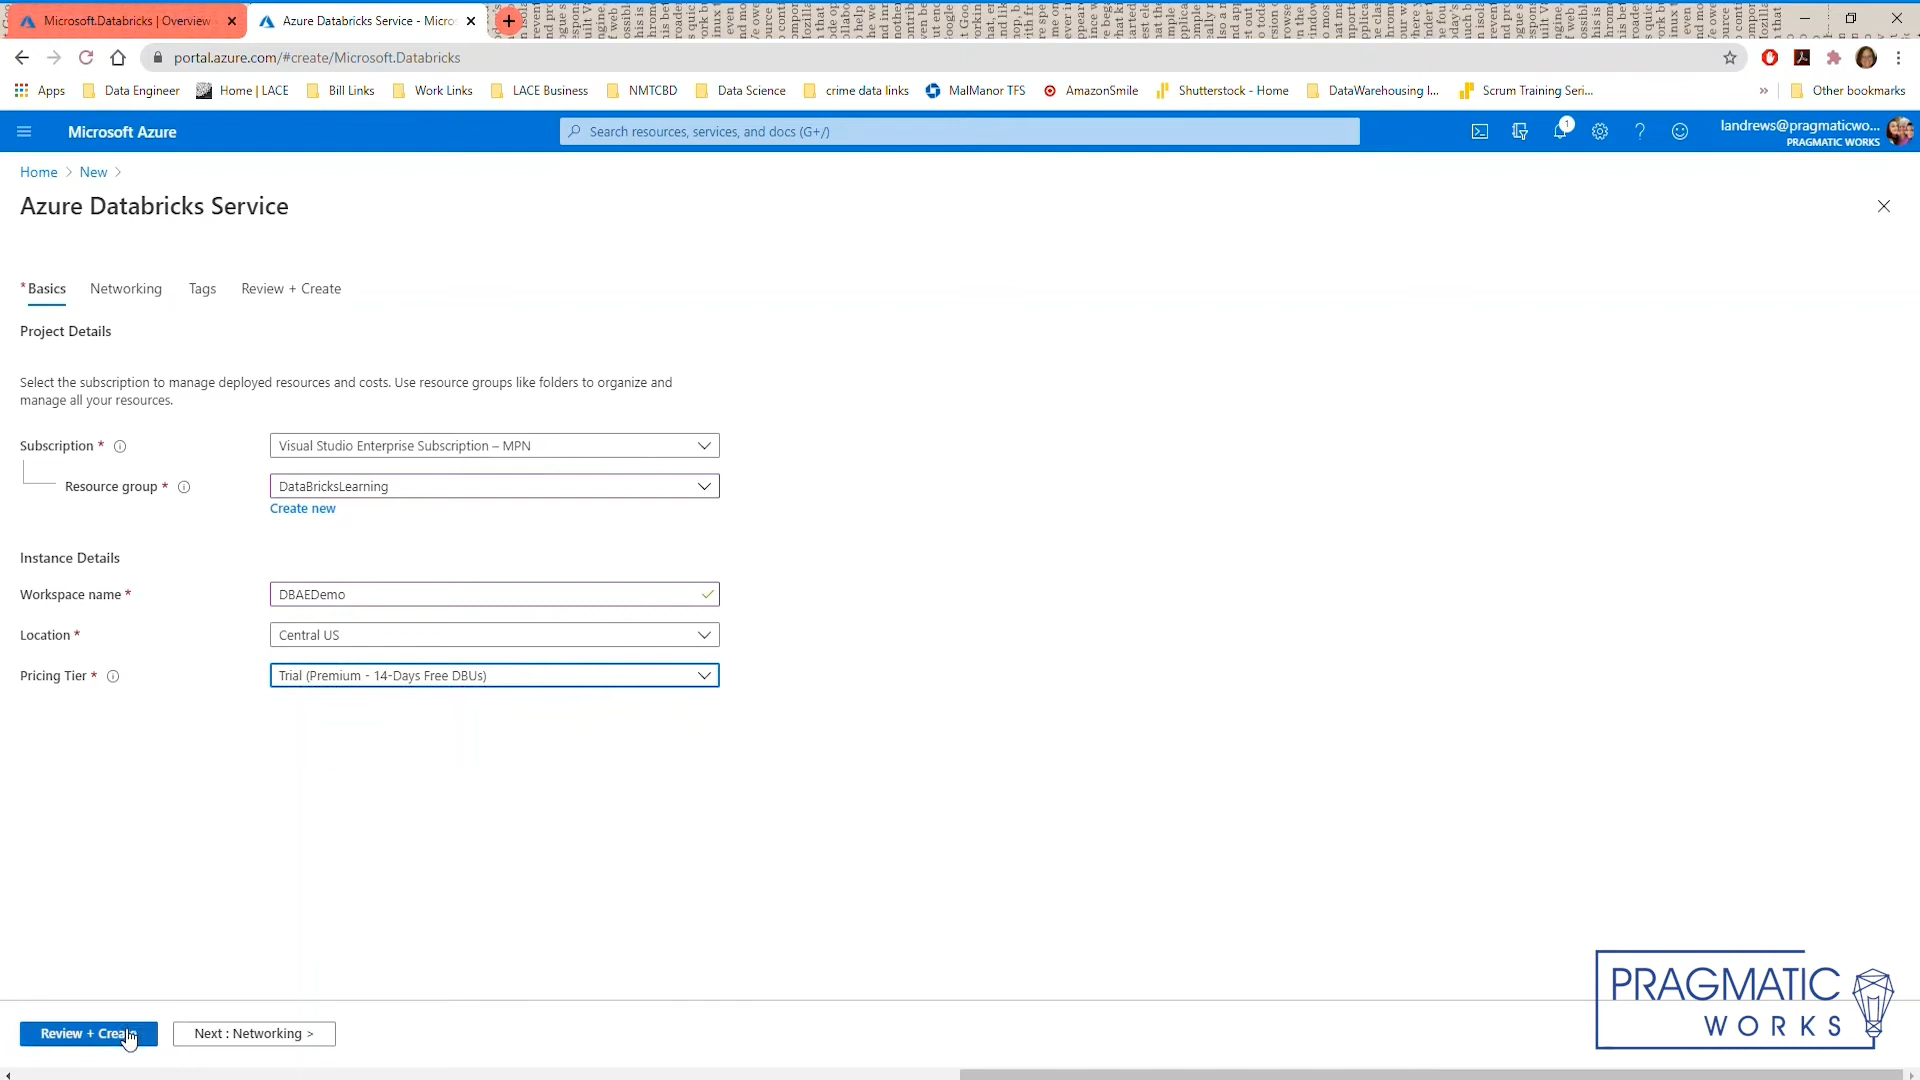 Microsoft.Databricks | Overview
Azure Databricks Service - Micros
portal.azure.com/#create/Microsoft.Databricks
Apps
Data Engineer
Home | LACE
Bill Links
Work Links
LACE Business
NMTCBD
Data Science
crime data links
MalManor TFS
AmazonSmile
Shutterstock - Home
DataWarehousing I...
Scrum Training Seri...
»
Other bookmarks
Microsoft Azure
Search resources, services, and docs (G+/)
1
landrews@pragmaticwo...
PRAGMATIC WORKS
Home > New >
Azure Databricks Service
* Basics
Networking
Tags
Review + Create
Project Details
Select the subscription to manage deployed resources and costs. Use resource groups like folders to organize and
manage all your resources.
Subscription *
Visual Studio Enterprise Subscription – MPN
Resource group *
DataBricksLearning
Create new
Instance Details
Workspace name *
DBAEDemo
Location *
Central US
Pricing Tier *
Trial (Premium - 14-Days Free DBUs)
Review + Create
Next : Networking >
PRAGMATIC
WORKS